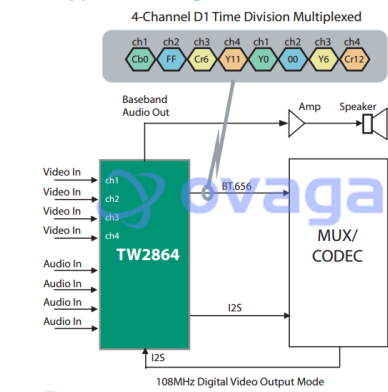 4-Channel D1 Time Division Multiplexed
ch1 ch2 ch3 ch4 ch1 ch2 ch3 ch4
Cb0 FF Cr6 Y11 Y0 00 Y6 Cr12
Baseband
Audio Out
Amp Speaker
Video In
Video In
Video In
Video In
ch1
ch2
ch3
ch4
BT.656
ovaga
TW2864
MUX/
CODEC
Audio In
Audio In
Audio In
Audio In
I2S
I2S
108MHz Digital Video Output Mode